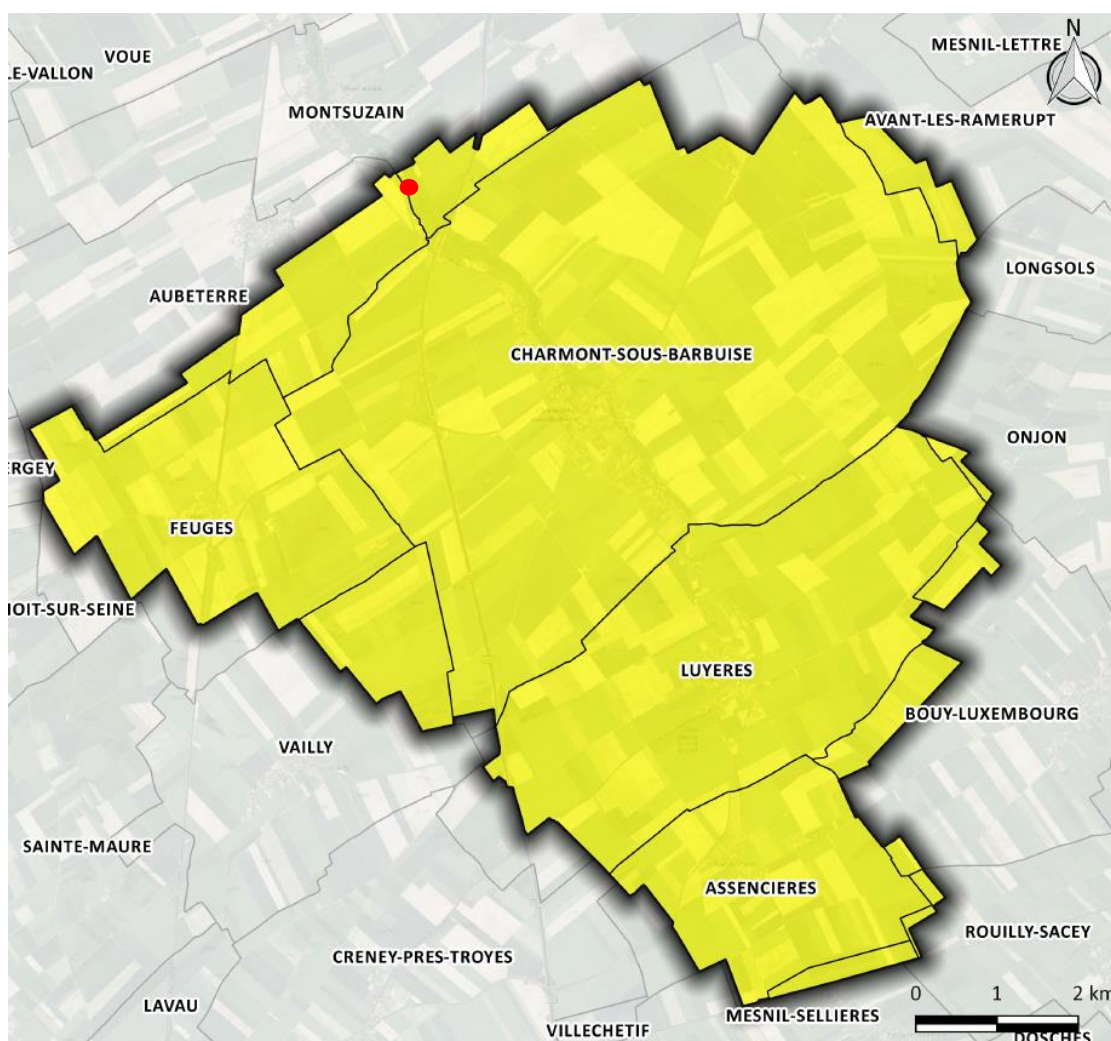 VOUE
MESNIL-LETTRE
N
LE-VALLON
MONTSUZAIN
AVANT-LES-RAMERUPT
LONGSOLS
AUBETERRE
CHARMONT-SOUS-BARBUISE
ONJON
ERGEY
FEUGES
NOIT-SUR-SEINE
LUYERES
BOUY-LUXEMBOURG
VAILLY
SAINTE-MAURE
ASSENCIERES
ROUILLY-SACEY
CRENEY-PRES-TROYES
LAVAU
0 1 2 km
MESNIL-SELLIERES
VILLECHETIF
DOSCHES